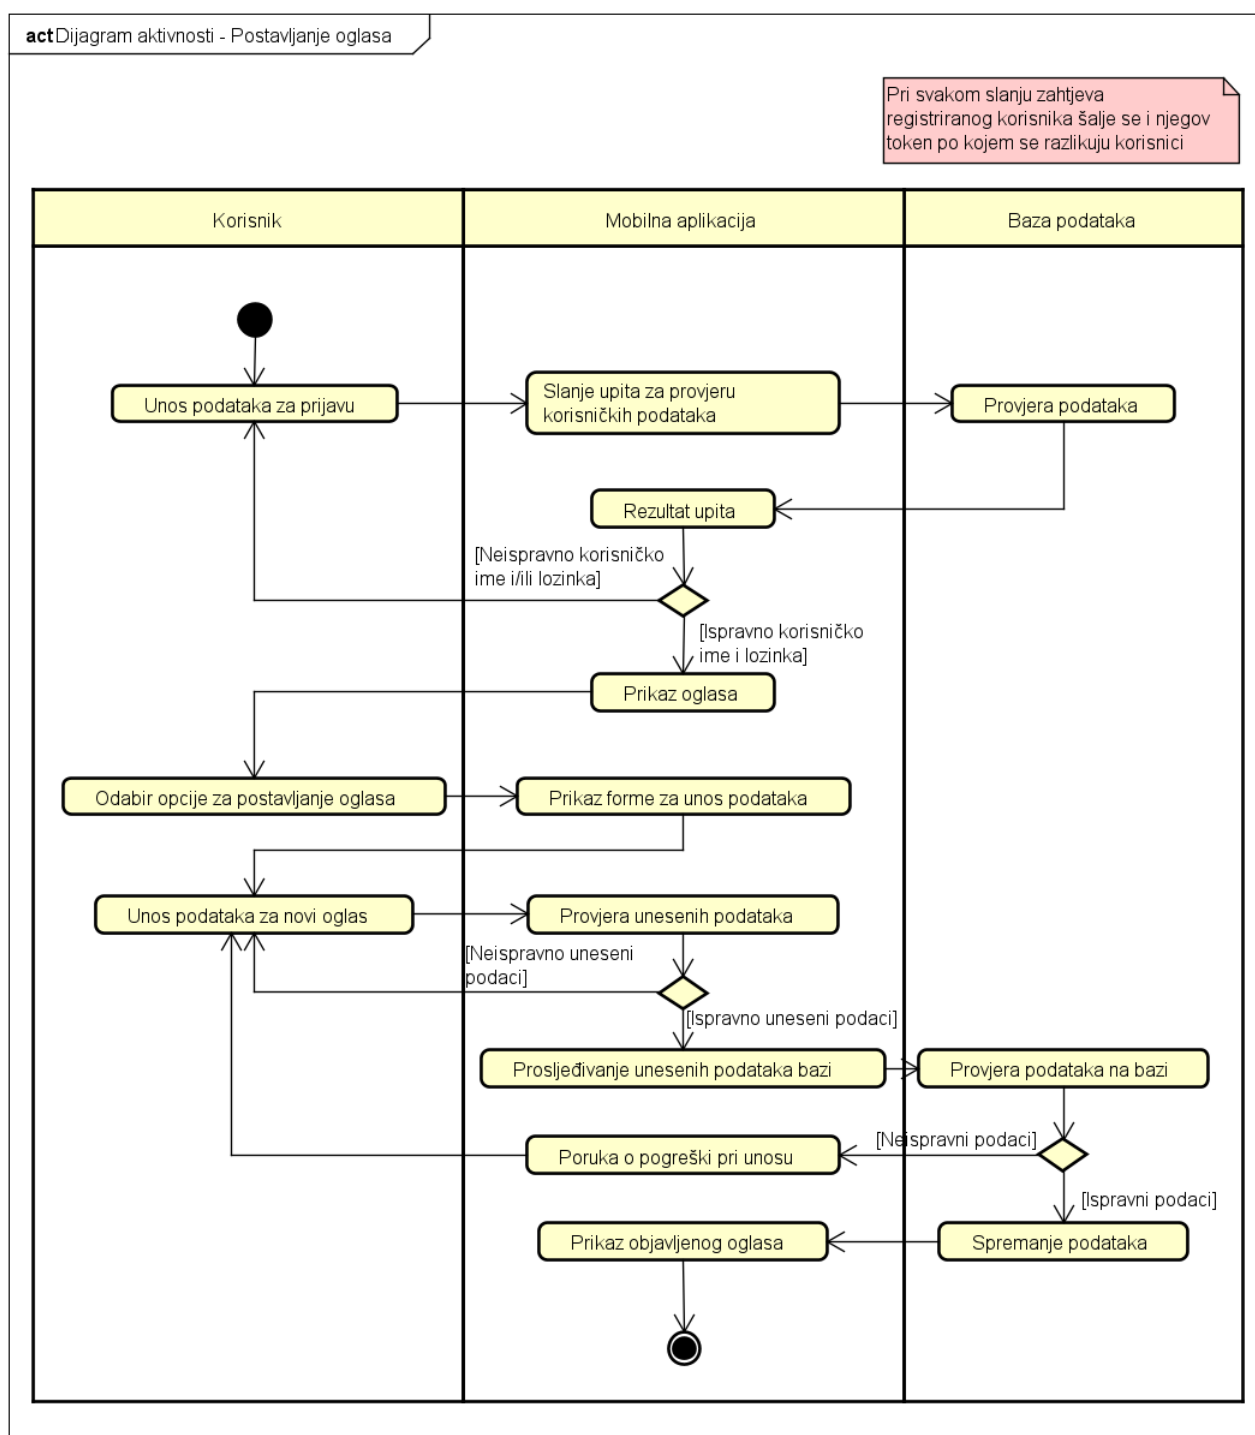 act Dijagram aktivnosti - Postavljanje oglasa
Pri svakom slanju zahtjeva
registriranog korisnika šalje se i njegov
token po kojem se razlikuju korisnici
Korisnik
Mobilna aplikacija
Baza podataka
Unos podataka za prijavu
Slanje upita za provjeru
korisničkih podataka
Provjera podataka
Rezultat upita
[Neispravno korisničko
ime i/ili lozinka]
[Ispravno korisničko
ime i lozinka]
Prikaz oglasa
Odabir opcije za postavljanje oglasa
Prikaz forme za unos podataka
Unos podataka za novi oglas
Provjera unesenih podataka
[Neispravno uneseni
podaci]
[Ispravno uneseni podaci]
Prosljeđivanje unesenih podataka bazi
Provjera podataka na bazi
[Neispravni podaci]
Poruka o pogreški pri unosu
[Ispravni podaci]
Prikaz objavljenog oglasa
Spremanje podataka